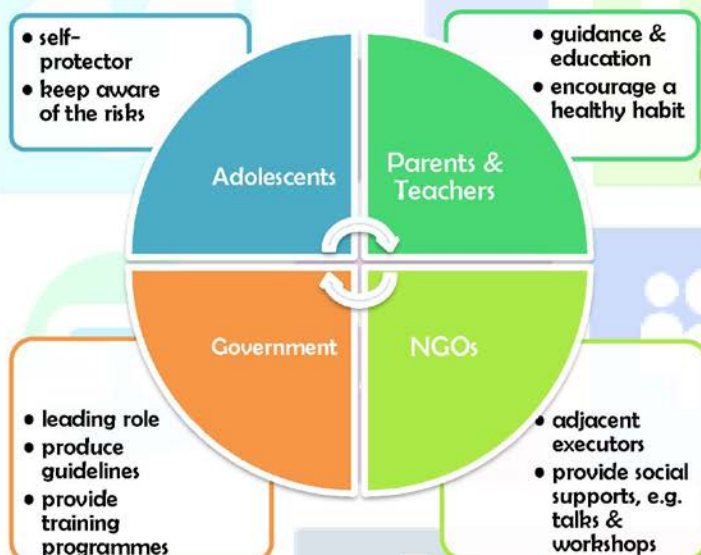 • self-
protector
• keep aware
of the risks
• guidance &
education
• encourage a
healthy habit
Adolescents
Parents &
Teachers
Government
NGOs
• leading role
• produce
guidelines
• provide
training
programmes
• adjacent
executors
• provide social
supports, e.g.
talks &
workshops